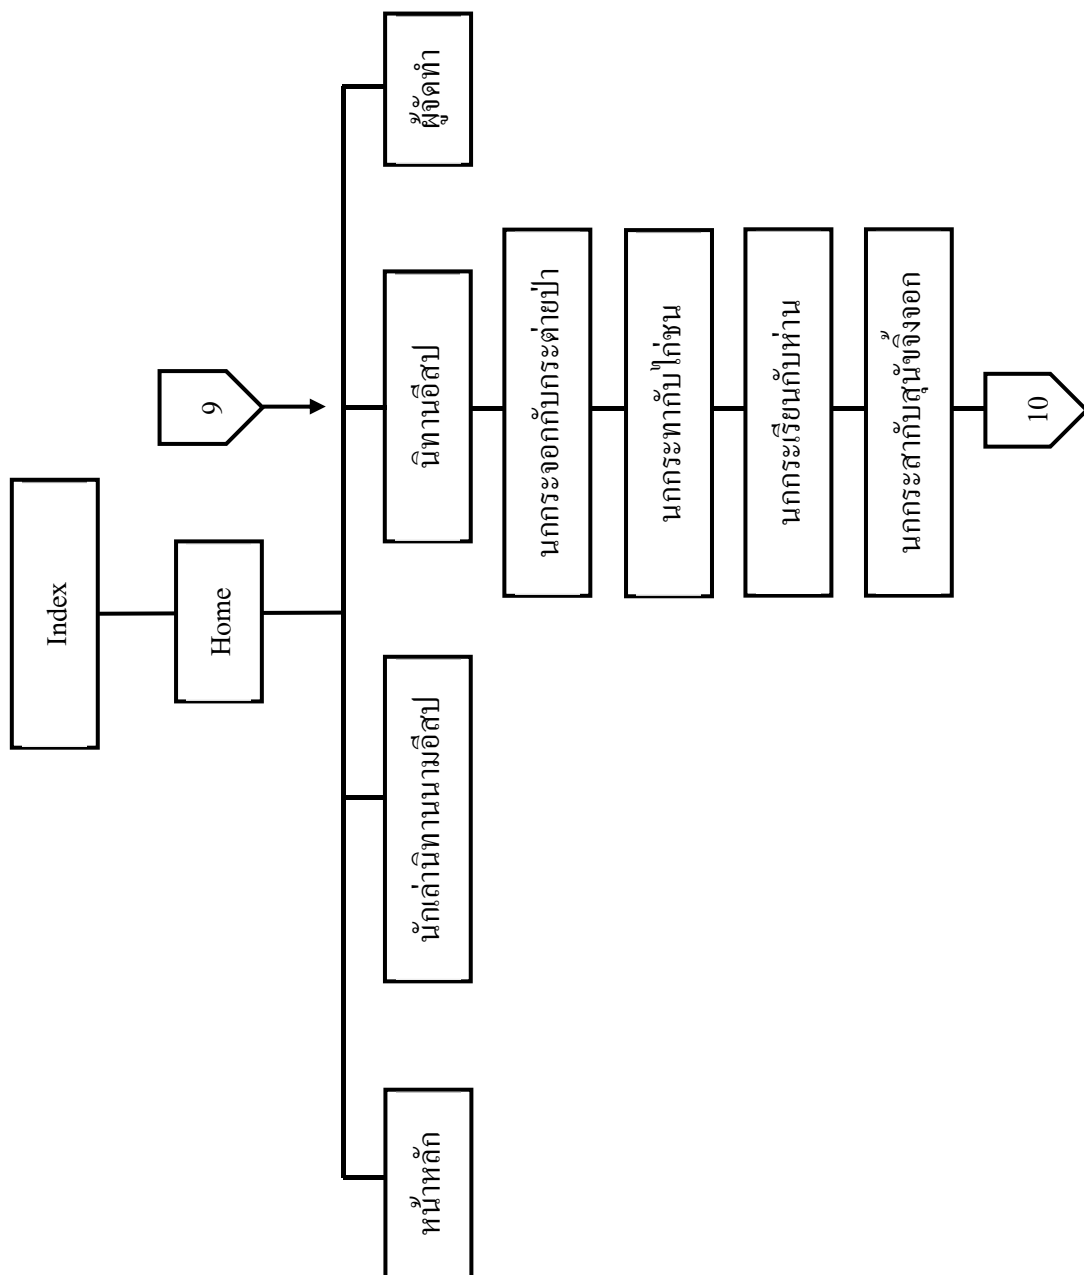 Index
Home
9
หน้าหลัก
นักเล่านิทานนามอีสป
นิทานอีสป
ผู้จัดทำ
นกกระจอกกับกระต่ายป่า
นกกระทากับไก่ชน
นกกระเรียนกับห่าน
นกกระสากับสุนัขจิ้งจอก
10